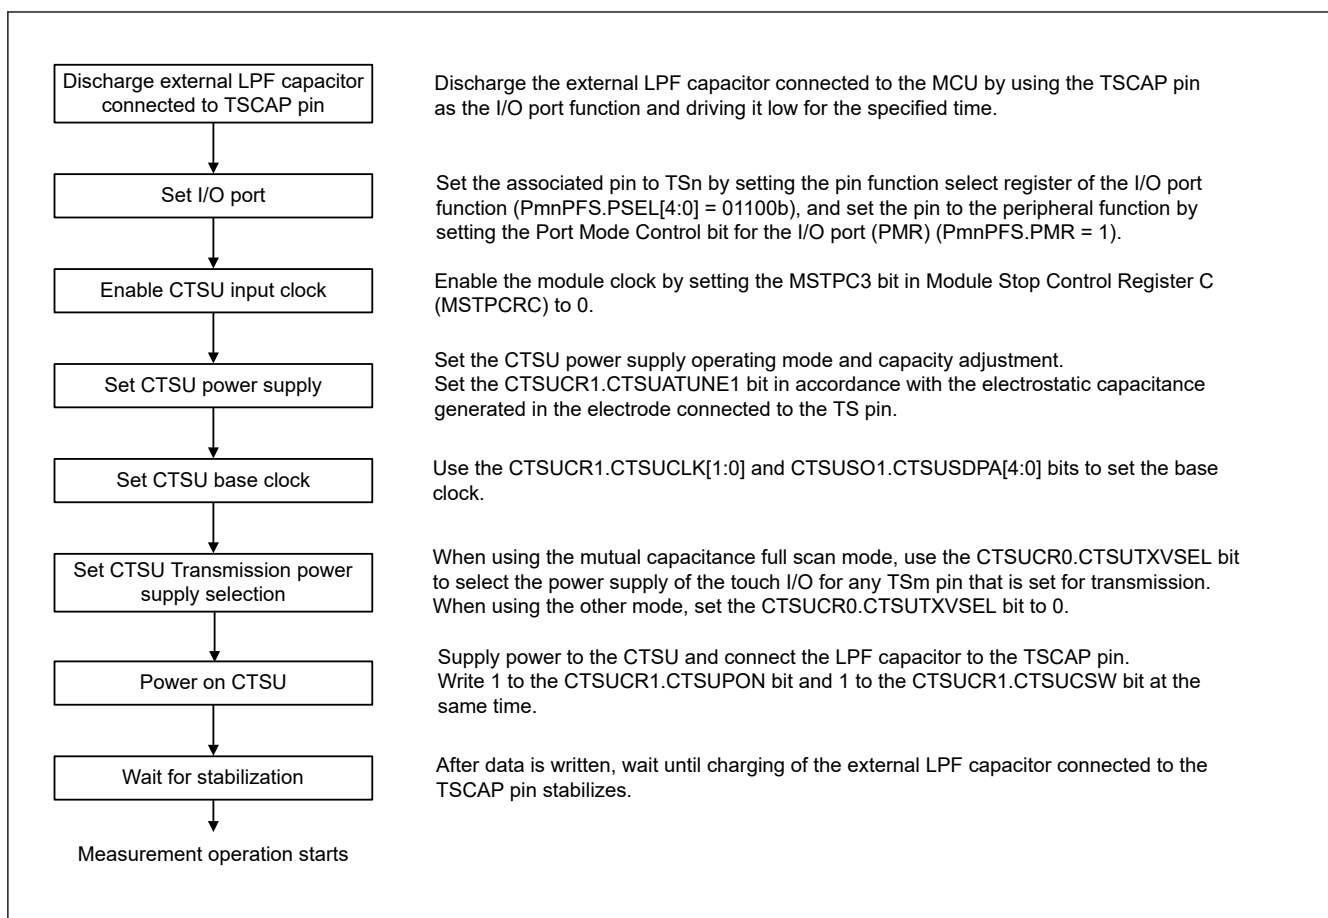 Discharge external LPF capacitor
connected to TSCAP pin
Discharge the external LPF capacitor connected to the MCU by using the TSCAP pin
as the I/O port function and driving it low for the specified time.
Set I/O port
Set the associated pin to TSn by setting the pin function select register of the I/O port
function (PmnPFS.PSEL[4:0] = 01100b), and set the pin to the peripheral function by
setting the Port Mode Control bit for the I/O port (PMR) (PmnPFS.PMR = 1).
Enable CTSU input clock
Enable the module clock by setting the MSTPC3 bit in Module Stop Control Register C
(MSTPCRC) to 0.
Set CTSU power supply
Set the CTSU power supply operating mode and capacity adjustment.
Set the CTSUCR1.CTSUATUNE1 bit in accordance with the electrostatic capacitance
generated in the electrode connected to the TS pin.
Set CTSU base clock
Use the CTSUCR1.CTSUCLK[1:0] and CTSUSO1.CTSUSDPA[4:0] bits to set the base
clock.
Set CTSU Transmission power
supply selection
When using the mutual capacitance full scan mode, use the CTSUCR0.CTSUTXVSEL bit
to select the power supply of the touch I/O for any TSm pin that is set for transmission.
When using the other mode, set the CTSUCR0.CTSUTXVSEL bit to 0.
Power on CTSU
Supply power to the CTSU and connect the LPF capacitor to the TSCAP pin.
Write 1 to the CTSUCR1.CTSUPON bit and 1 to the CTSUCR1.CTSUCSW bit at the
same time.
Wait for stabilization
After data is written, wait until charging of the external LPF capacitor connected to the
TSCAP pin stabilizes.
Measurement operation starts